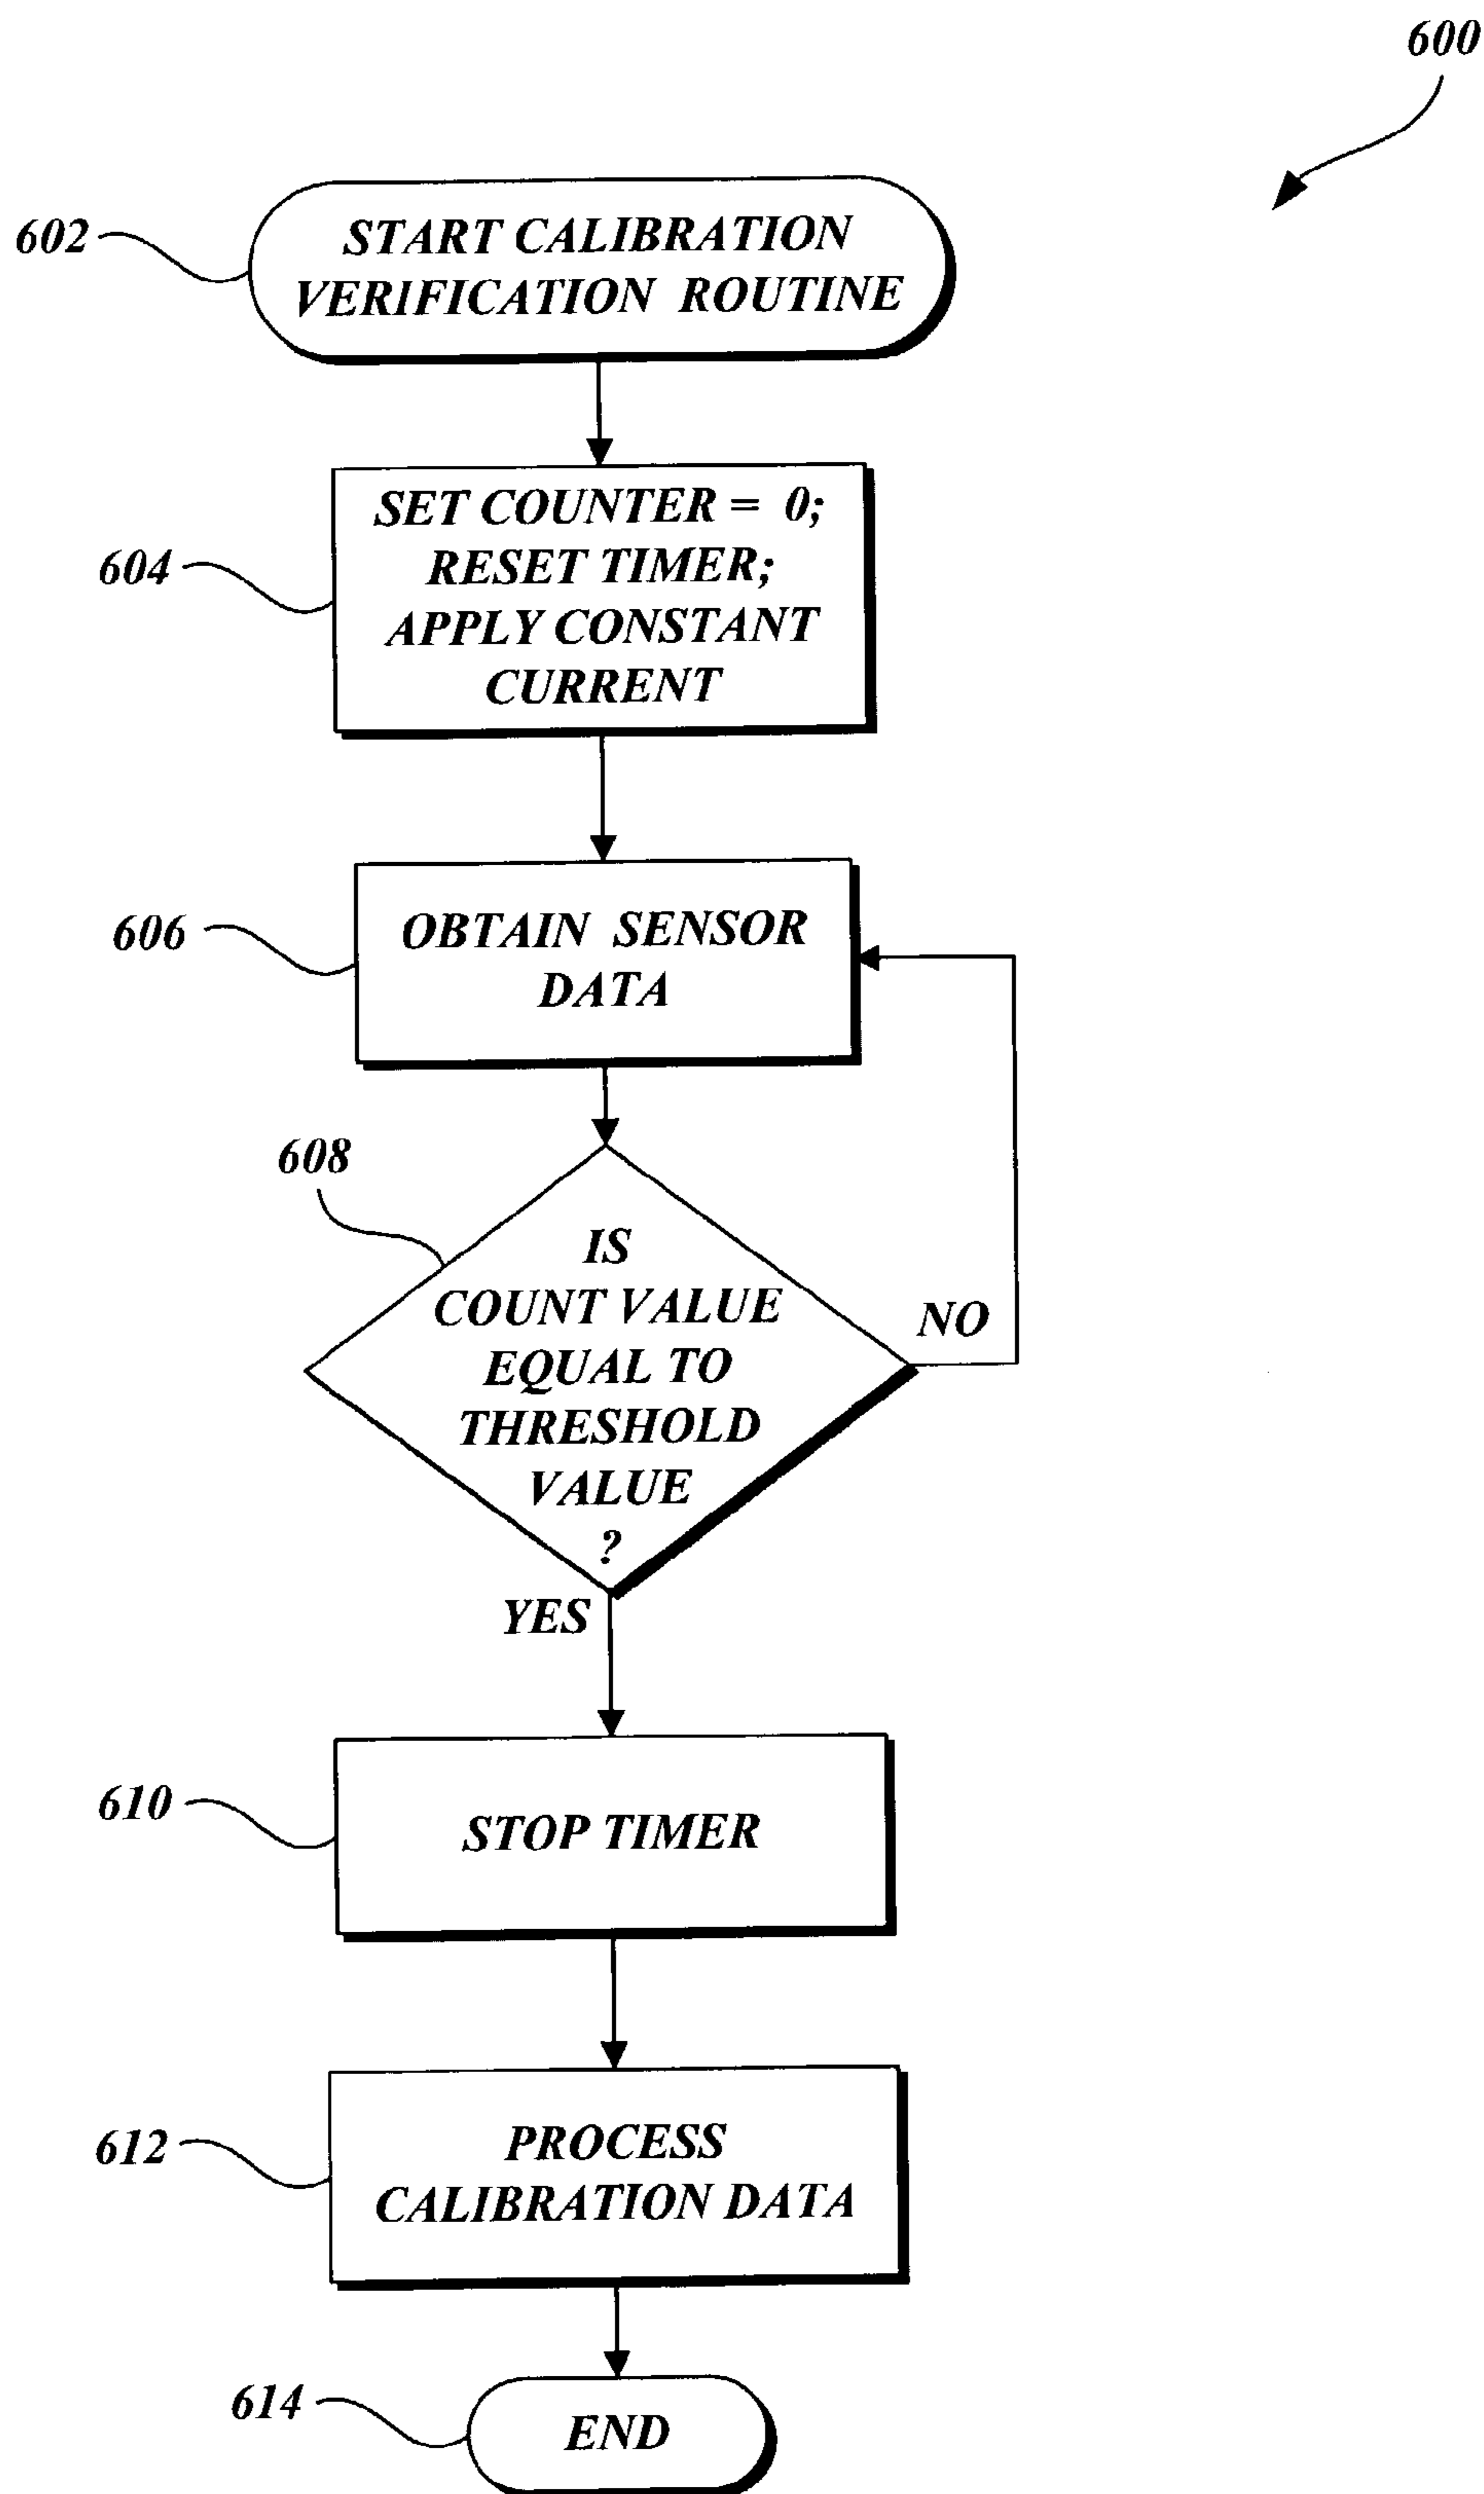 600
602
START CALIBRATION
VERIFICATION ROUTINE
604
SET COUNTER = 0;
RESET TIMER;
APPLY CONSTANT
CURRENT
606
OBTAIN SENSOR
DATA
608
IS
COUNT VALUE
EQUAL TO
THRESHOLD
VALUE
?
NO
YES
610
STOP TIMER
612
PROCESS
CALIBRATION DATA
614
END